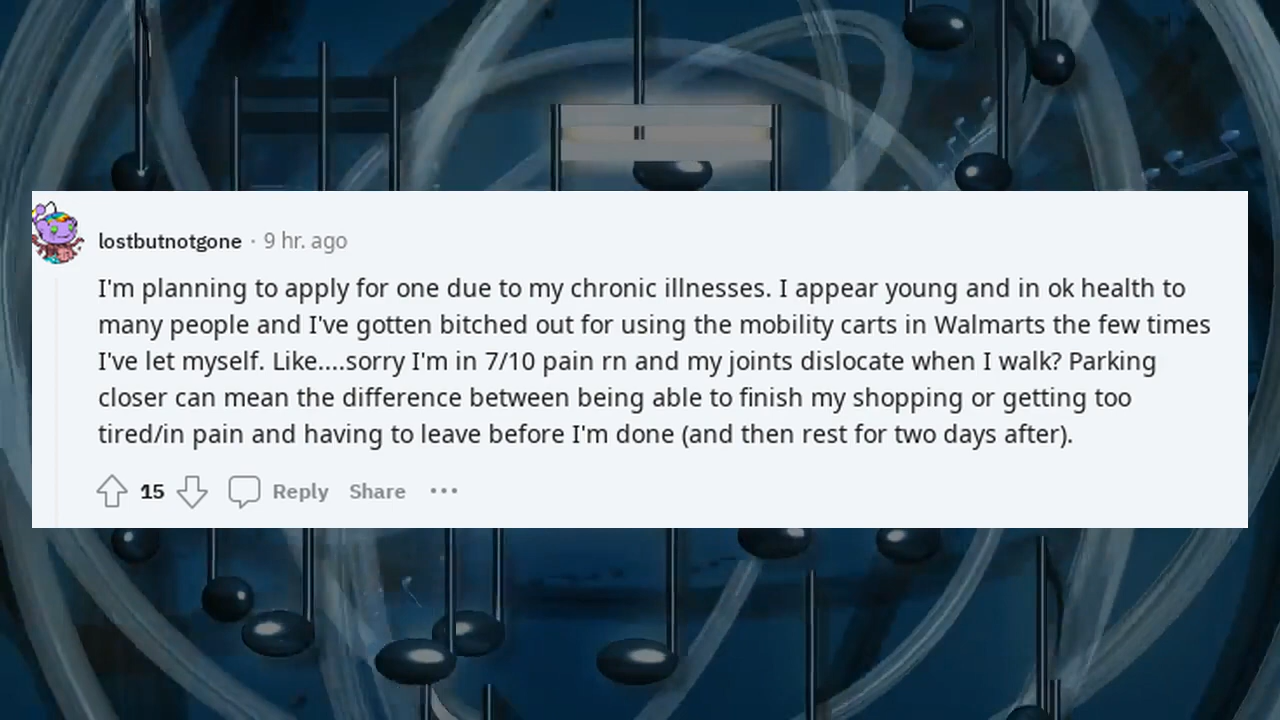 lostbutnotgone · 9 hr. ago
I'm planning to apply for one due to my chronic illnesses. I appear young and in ok health to
many people and I've gotten bitched out for using the mobility carts in Walmarts the few times
I've let myself. Like....sorry I'm in 7/10 pain rn and my joints dislocate when I walk? Parking
closer can mean the difference between being able to finish my shopping or getting too
tired/in pain and having to leave before I'm done (and then rest for two days after).
15 Reply Share •••